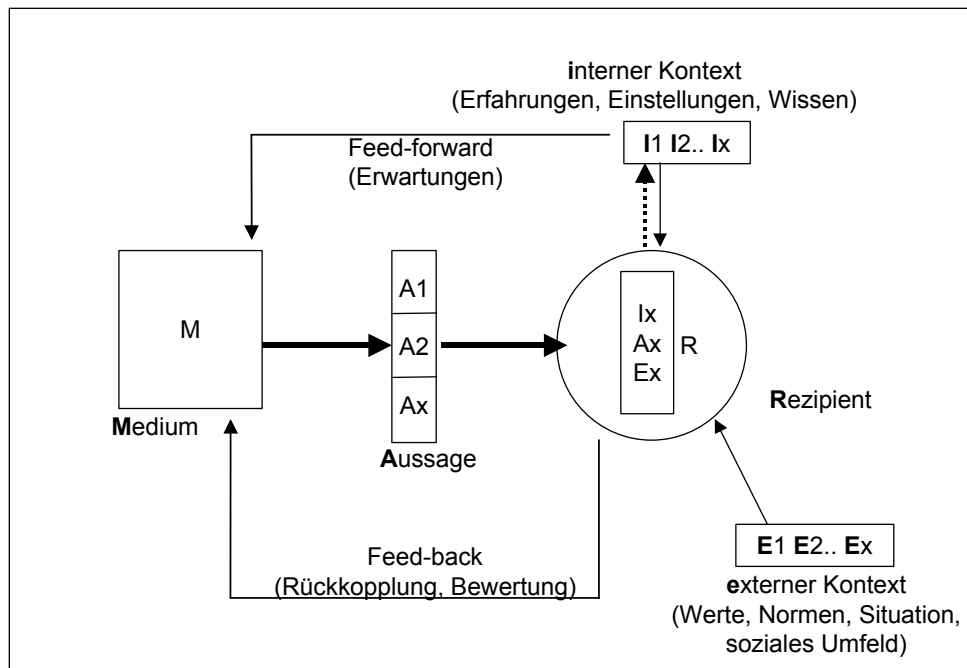 interner Kontext
(Erfahrungen, Einstellungen, Wissen)
I1 I2.. Ix
Feed-forward
(Erwartungen)
M
Medium
A1
A2
Ax
Aussage
Ix
Ax
Ex
R
Rezipient
Feed-back
(Rückkopplung, Bewertung)
E1 E2.. Ex
externer Kontext
(Werte, Normen, Situation,
soziales Umfeld)